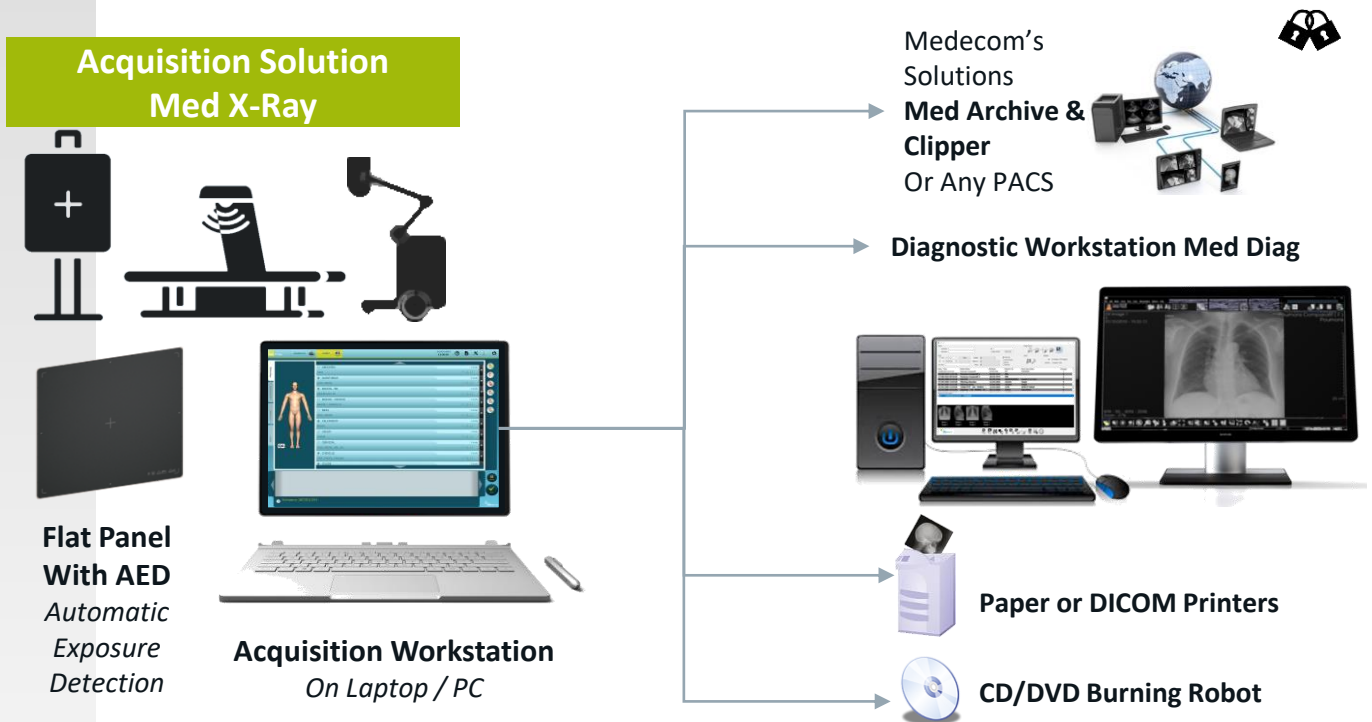 Acquisition Solution
Med X-Ray
Medecom's
Solutions
Med Archive &
Clipper
Or Any PACS
Diagnostic Workstation Med Diag
Flat Panel
With AED
Automatic
Exposure
Detection
Acquisition Workstation
On Laptop / PC
Paper or DICOM Printers
CD/DVD Burning Robot